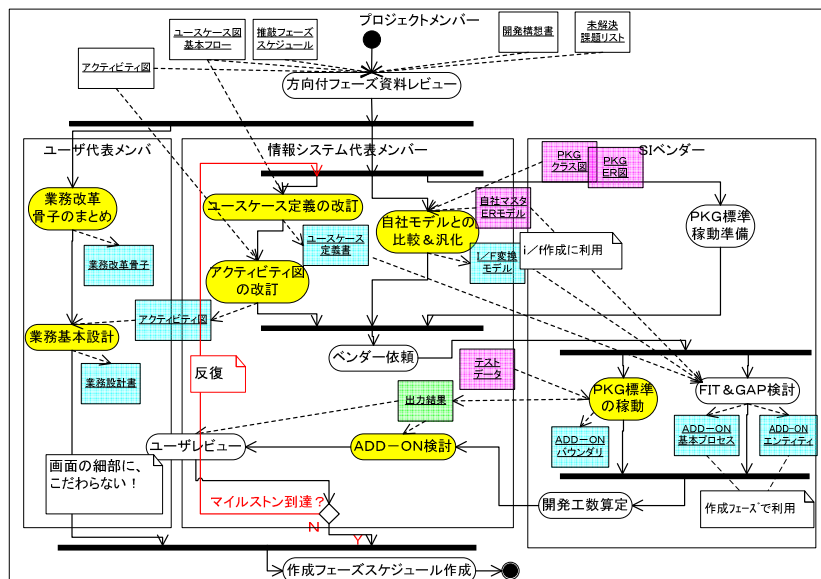 プロジェクトメンバー
ユースケース図
基本フロー
推敲フェーズ
スケジュール
開発構想書
未解決
課題リスト
アクティビティ図
方向付フェーズ資料レビュー
ユーザ代表メンバ
情報システム代表メンバー
SIベンダー
PKG
クラス図
PKG
ER図
業務改革
骨子のまとめ
ユースケース定義の改訂
自社マスタ
ERモデル
自社モデルとの
比較&汎化
PKG標準
稼動準備
ユースケース
定義書
i/f作成に利用
業務改革骨子
アクティビティ図
の改訂
I/F変換
モデル
アクティビティ図
業務基本設計
ベンダー依頼
業務設計書
反復
テスト
データ
出力結果
PKG標準
の稼動
FIT&GAP検討
ADD-ON
基本プロセス
ADD-ON
エンティティ
ユーザレビュー
ADD-ON検討
ADD-ON
バウンダリ
画面の細部に、
こだわらない!
マイルストン到達?
N
Y
開発工数算定
作成フェーズで利用
作成フェーズスケジュール作成